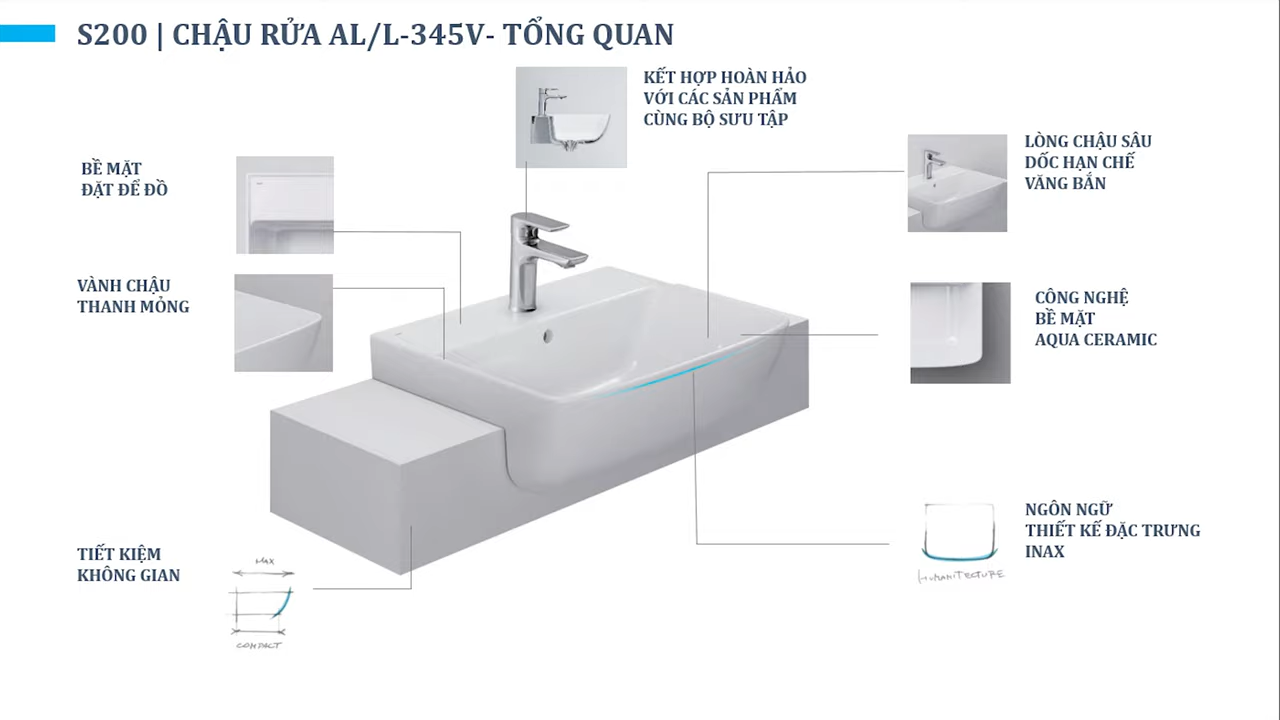 S200 | CHẬU RỬA AL/L-345V- TỔNG QUAN
KẾT HỢP HOÀN HẢO
VỚI CÁC SẢN PHẨM
CÙNG BỘ SƯU TẬP
BỀ MẶT
ĐẶT ĐỂ ĐỒ
LÒNG CHẬU SÂU
DỐC HẠN CHẾ
VĂNG BẮN
VÀNH CHẬU
THANH MỎNG
CÔNG NGHỆ
BỀ MẶT
AQUA CERAMIC
TIẾT KIỆM
KHÔNG GIAN
MAX
COMPACT
NGÔN NGỮ
THIẾT KẾ ĐẶC TRƯNG
INAX
HUMANITECTURE